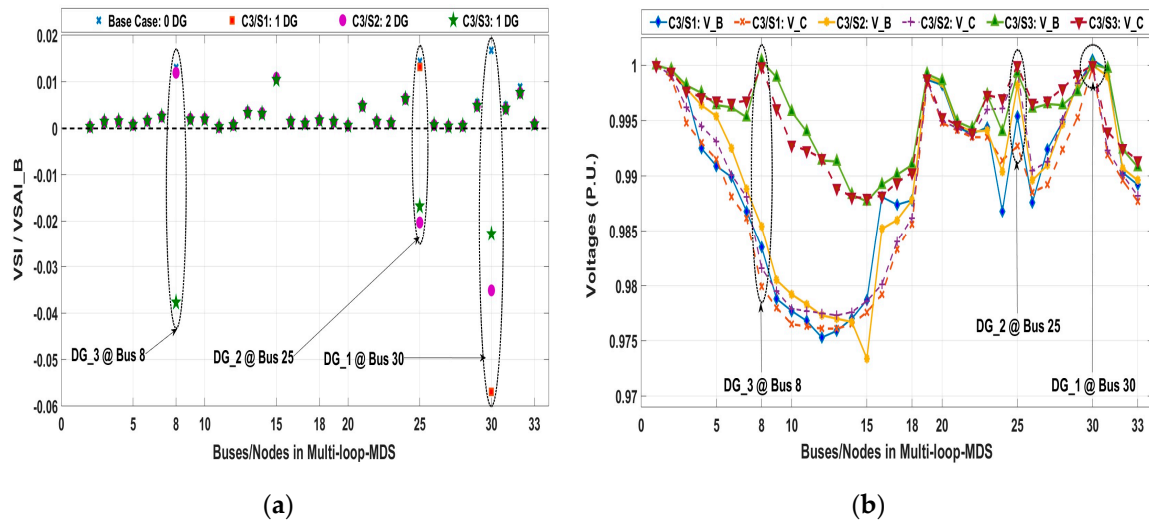 Base Case: 0 DG C3/S1: 1 DG C3/S2: 2 DG C3/S3: 1 DG
VSI / VSAI_B
0.02
0.01
0
-0.01
-0.02
-0.03
-0.04
-0.05
-0.06
DG_3 @ Bus 8
DG_2 @ Bus 25
DG_1 @ Bus 30
0 5 8 10 15 20 25 30 33
Buses/Nodes in Multi-loop-MDS
(a)
C3/S1: V_B C3/S1: V_C C3/S2: V_B C3/S2: V_C C3/S3: V_B C3/S3: V_C
Voltages (P.U.)
1
0.995
0.99
0.985
0.98
0.975
0.97
DG_3 @ Bus 8
DG_2 @ Bus 25
DG_1 @ Bus 30
0 5 8 10 15 18 20 25 30 33
Buses/Nodes in Multi-loop-MDS
(b)